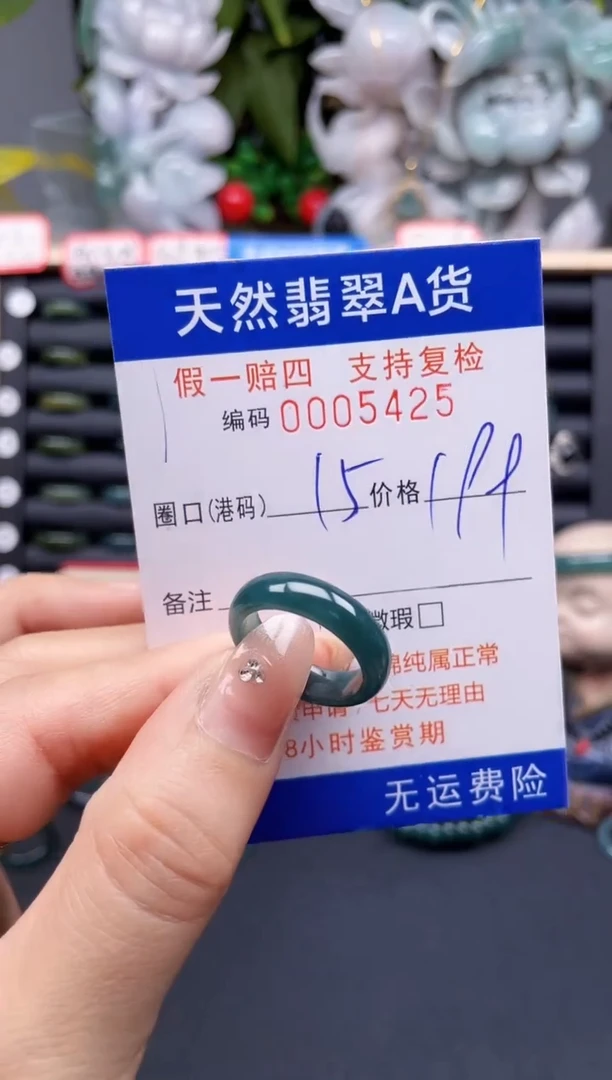 天然翡翠A货
假一赔四 支持复检
编码 0005425
圈口(港码) 15 价格
备注 微瑕□
棉纯属正常
申请 七天无理由
8小时鉴赏期
无运费险